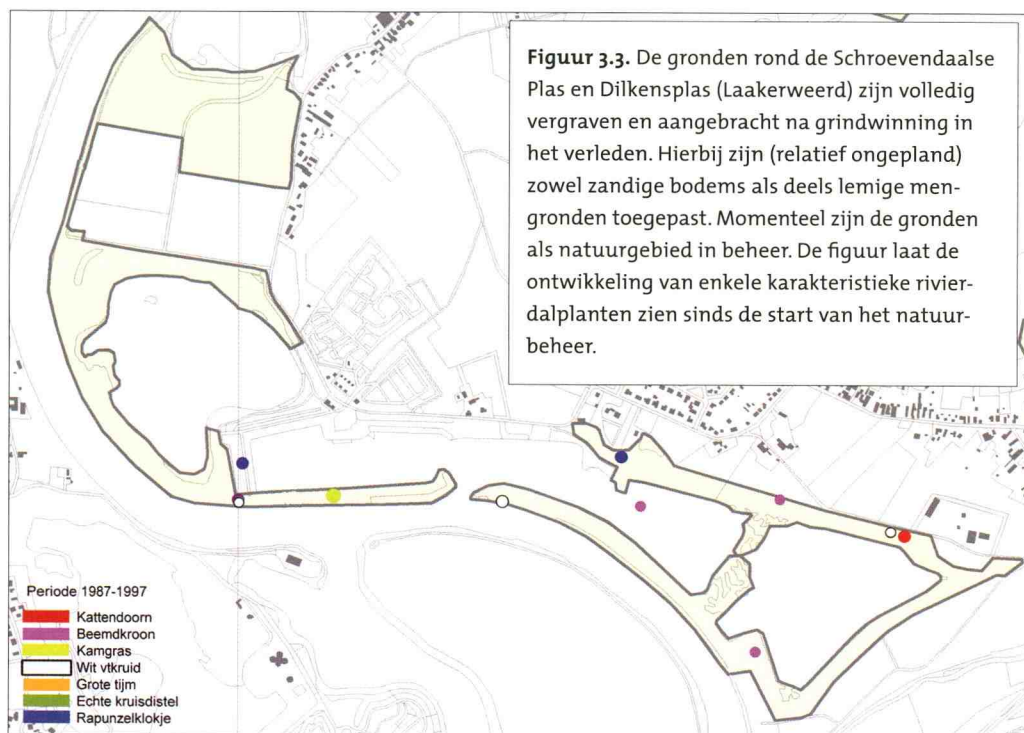 Figuur 3.3. De gronden rond de Schroevendaalse
Plas en Dilkensplas (Laakerweerd) zijn volledig
vergraven en aangebracht na grindwinning in
het verleden. Hierbij zijn (relatief ongepland)
zowel zandige bodems als deels lemige men-
gronden toegepast. Momenteel zijn de gronden
als natuurgebied in beheer. De figuur laat de
ontwikkeling van enkele karakteristieke rivier-
dalplanten zien sinds de start van het natuur-
beheer.
Periode 1987-1997
Kattendoorn
Beemdkroon
Kamgras
Wit vtkruid
Grote tijm
Echte kruisdistel
Rapunzelklokje